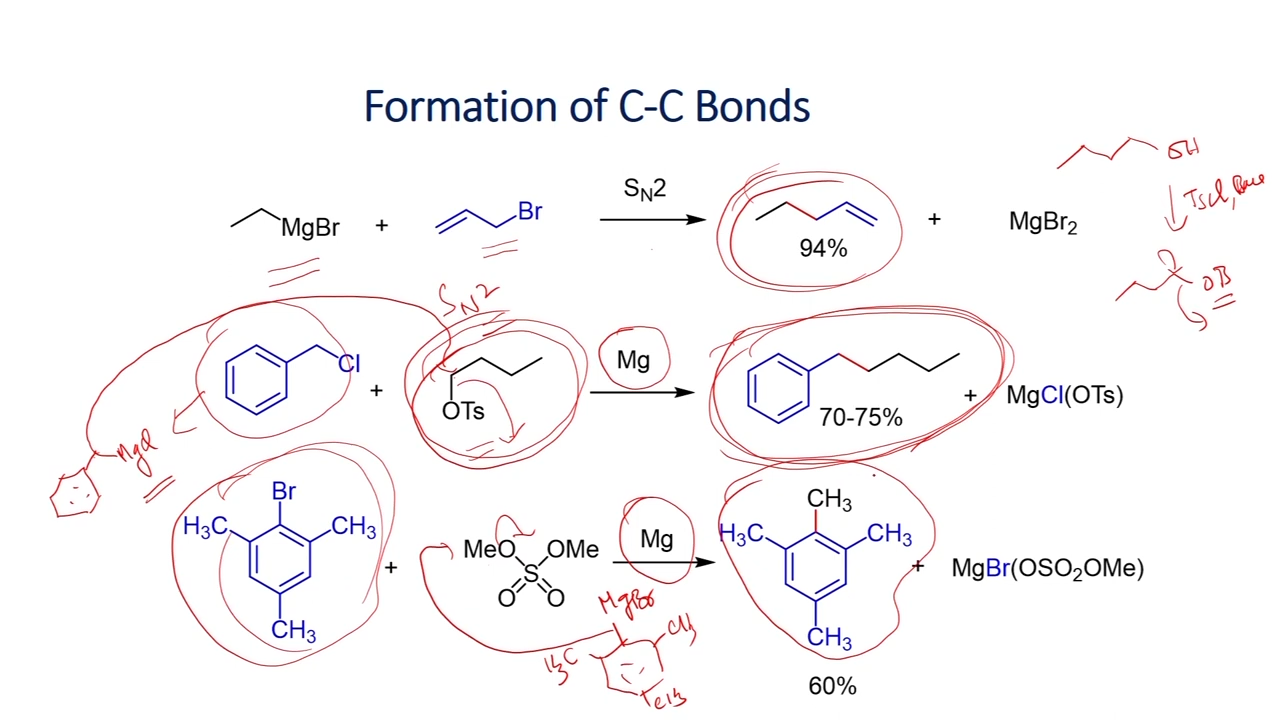 Formation of C-C Bonds
MgBr + Br SN2 94% + MgBr2
OH
TsCl, Base
SN2
Cl + OTs Mg 70-75% + MgCl(OTs)
MgCl
Br
H3C CH3
CH3
+ MeO OMe
S
O O
Mg
CH3
H3C CH3
CH3
+ MgBr(OSO2OMe)
MgBr
H3C CH3
CH3
60%